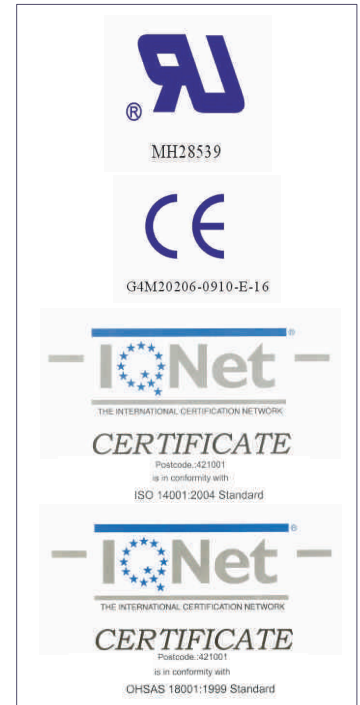 ®
MH28539
CE
G4M20206-0910-E-16
®
IQNet
THE INTERNATIONAL CERTIFICATION NETWORK
CERTIFICATE
Postcode.:421001
is in conformity with
ISO 14001:2004 Standard
®
IQNet
THE INTERNATIONAL CERTIFICATION NETWORK
CERTIFICATE
Postcode.:421001
is in conformity with
OHSAS 18001:1999 Standard